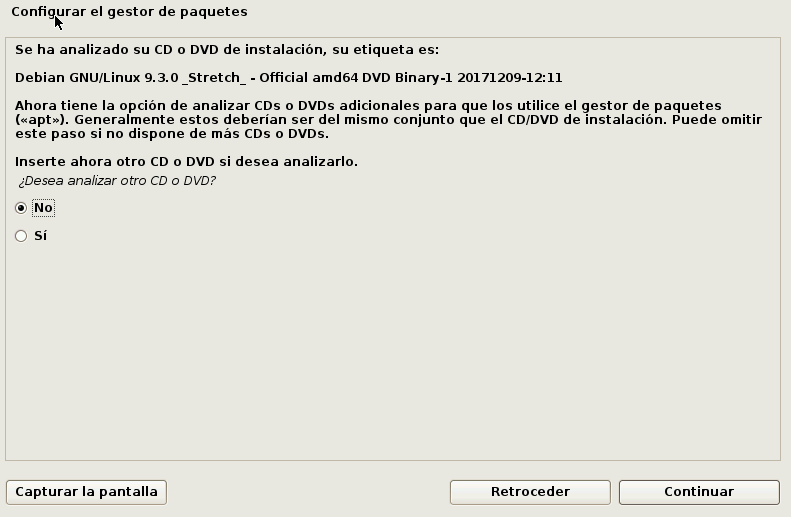 Configurar el gestor de paquetes
Se ha analizado su CD o DVD de instalación, su etiqueta es:
Debian GNU/Linux 9.3.0 _Stretch_ - Official amd64 DVD Binary-1 20171209-12:11
Ahora tiene la opción de analizar CDs o DVDs adicionales para que los utilice el gestor de paquetes
(«apt»). Generalmente estos deberían ser del mismo conjunto que el CD/DVD de instalación. Puede omitir
este paso si no dispone de más CDs o DVDs.
Inserte ahora otro CD o DVD si desea analizarlo.
¿Desea analizar otro CD o DVD?
No
Sí
Capturar la pantalla
Retroceder
Continuar